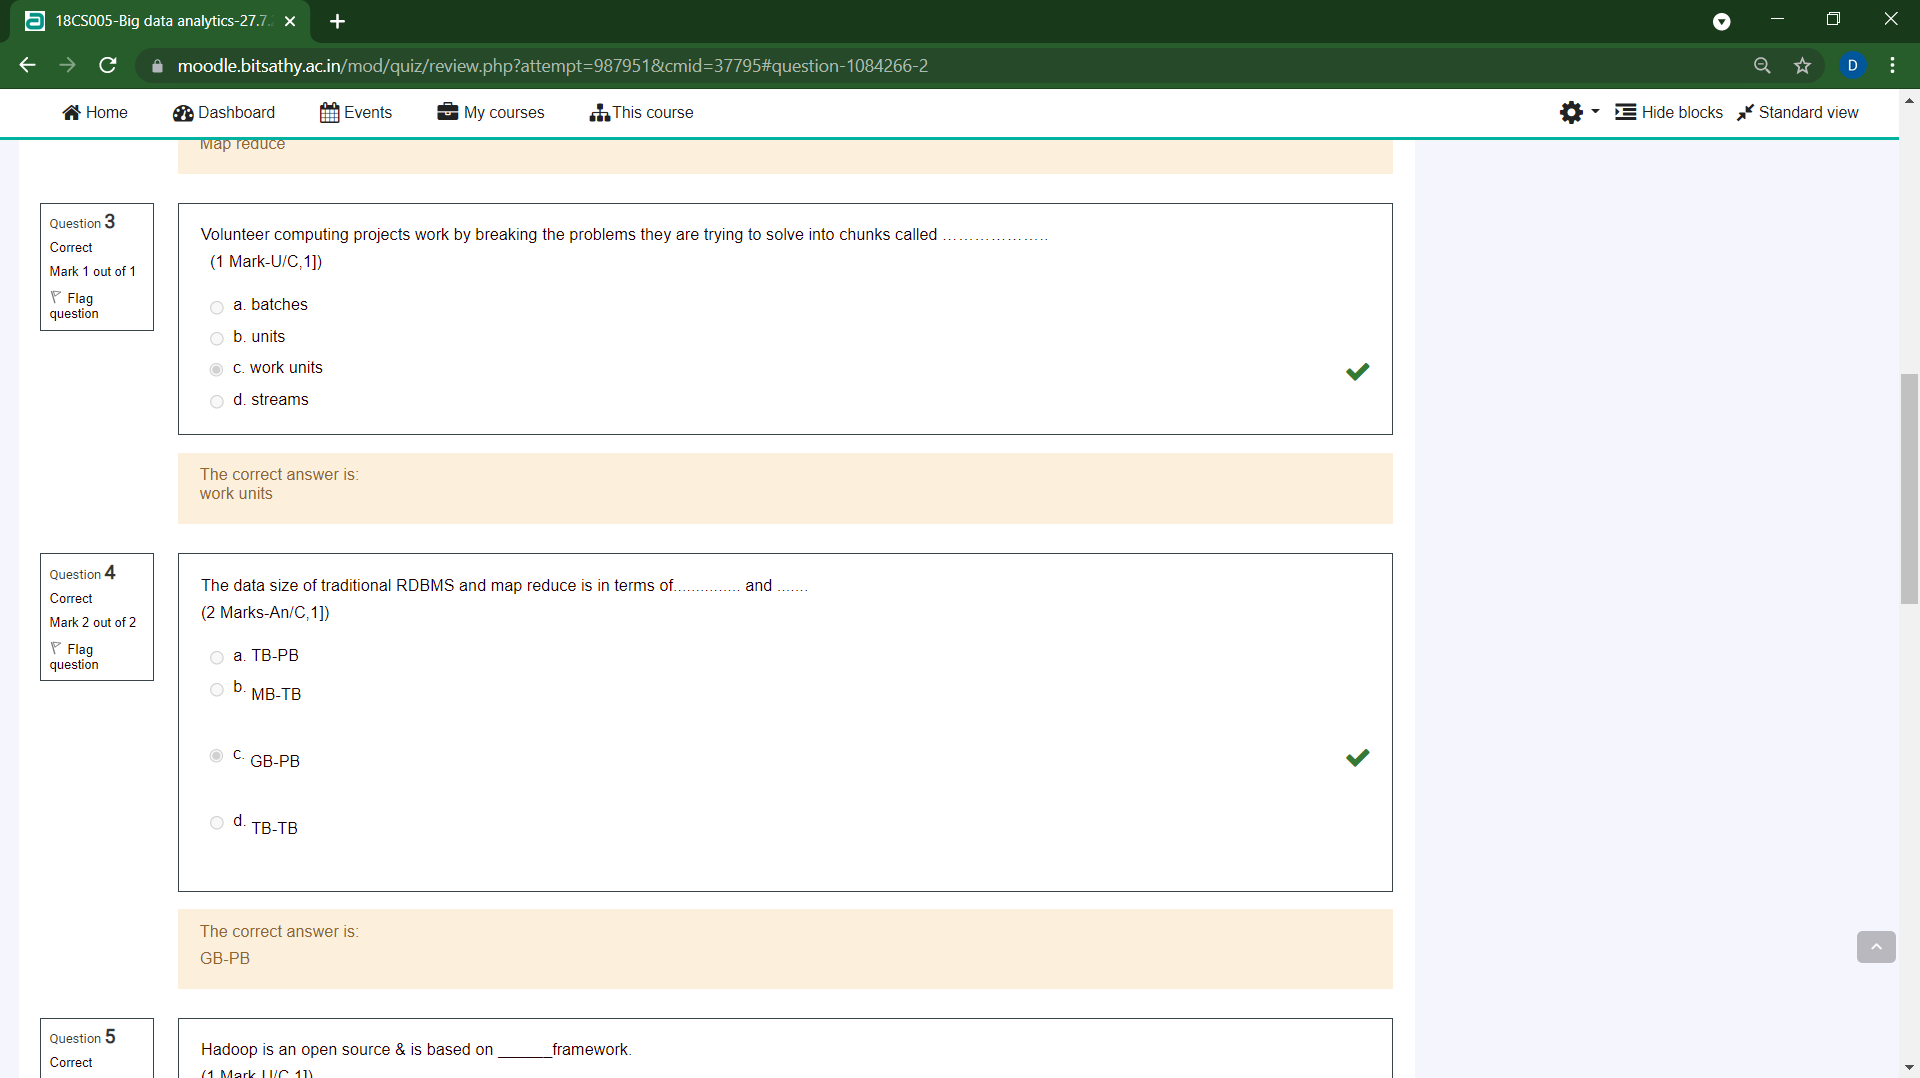 18CS005-Big data analytics-27.7.
moodle.bitsathy.ac.in/mod/quiz/review.php?attempt=987951&cmid=37795#question-1084266-2
D
Home Dashboard Events My courses This course Hide blocks Standard view
Map reduce
Question 3
Correct
Mark 1 out of 1
Flag
question
Volunteer computing projects work by breaking the problems they are trying to solve into chunks called ………………..
(1 Mark-U/C,1])
a. batches
b. units
c. work units
d. streams
The correct answer is:
work units
Question 4
Correct
Mark 2 out of 2
Flag
question
The data size of traditional RDBMS and map reduce is in terms of............... and .......
(2 Marks-An/C,1])
a. TB-PB
b. MB-TB
c. GB-PB
d. TB-TB
The correct answer is:
GB-PB
Question 5
Correct
Hadoop is an open source & is based on ______framework.
(1 Mark-U/C,1])